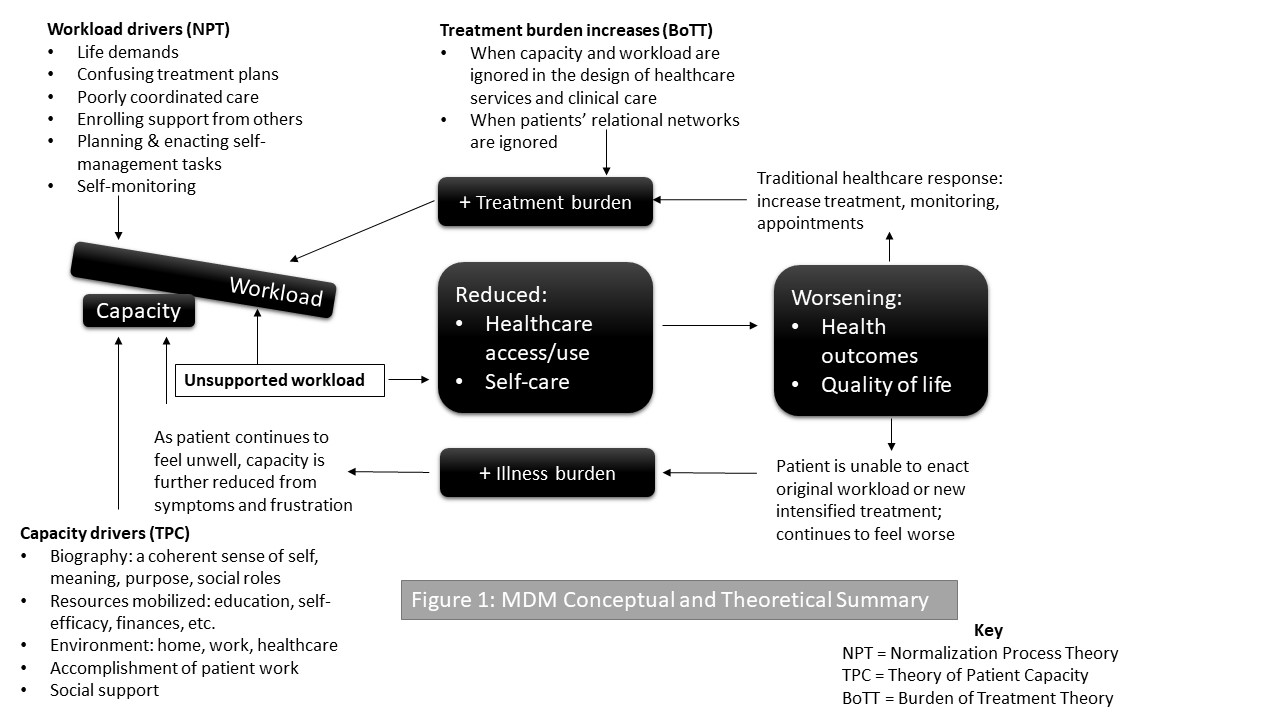 Workload drivers (NPT)
• Life demands
• Confusing treatment plans
• Poorly coordinated care
• Enrolling support from others
• Planning & enacting self-
management tasks
• Self-monitoring
Treatment burden increases (BoTT)
• When capacity and workload are
ignored in the design of healthcare
services and clinical care
• When patients’ relational networks
are ignored
+ Treatment burden
Traditional healthcare response:
increase treatment, monitoring,
appointments
Workload
Capacity
Unsupported workload
Reduced:
• Healthcare
access/use
• Self-care
Worsening:
• Health
outcomes
• Quality of life
As patient continues to
feel unwell, capacity is
further reduced from
symptoms and frustration
+ Illness burden
Patient is unable to enact
original workload or new
intensified treatment;
continues to feel worse
Capacity drivers (TPC)
• Biography: a coherent sense of self,
meaning, purpose, social roles
• Resources mobilized: education, self-
efficacy, finances, etc.
• Environment: home, work, healthcare
• Accomplishment of patient work
• Social support
Figure 1: MDM Conceptual and Theoretical Summary
Key
NPT = Normalization Process Theory
TPC = Theory of Patient Capacity
BoTT = Burden of Treatment Theory